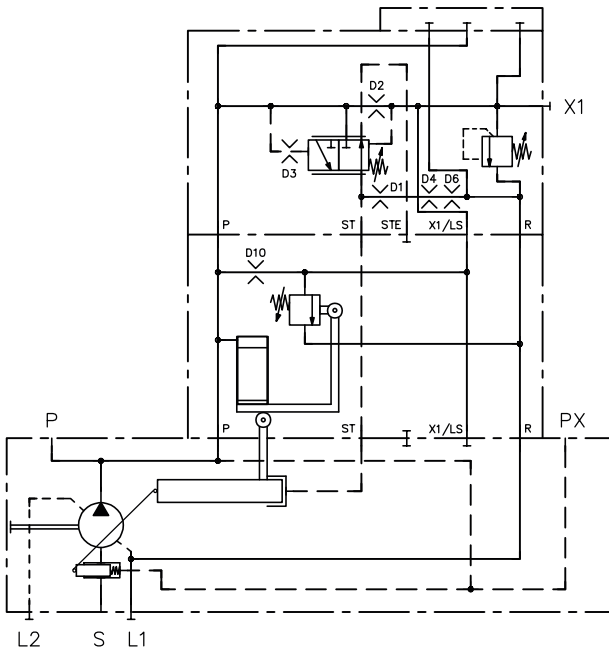 D2
X1
D3
D1
D4 D6
P ST STE X1/LS R
D10
P PX
P ST X1/LS R
L2 S L1